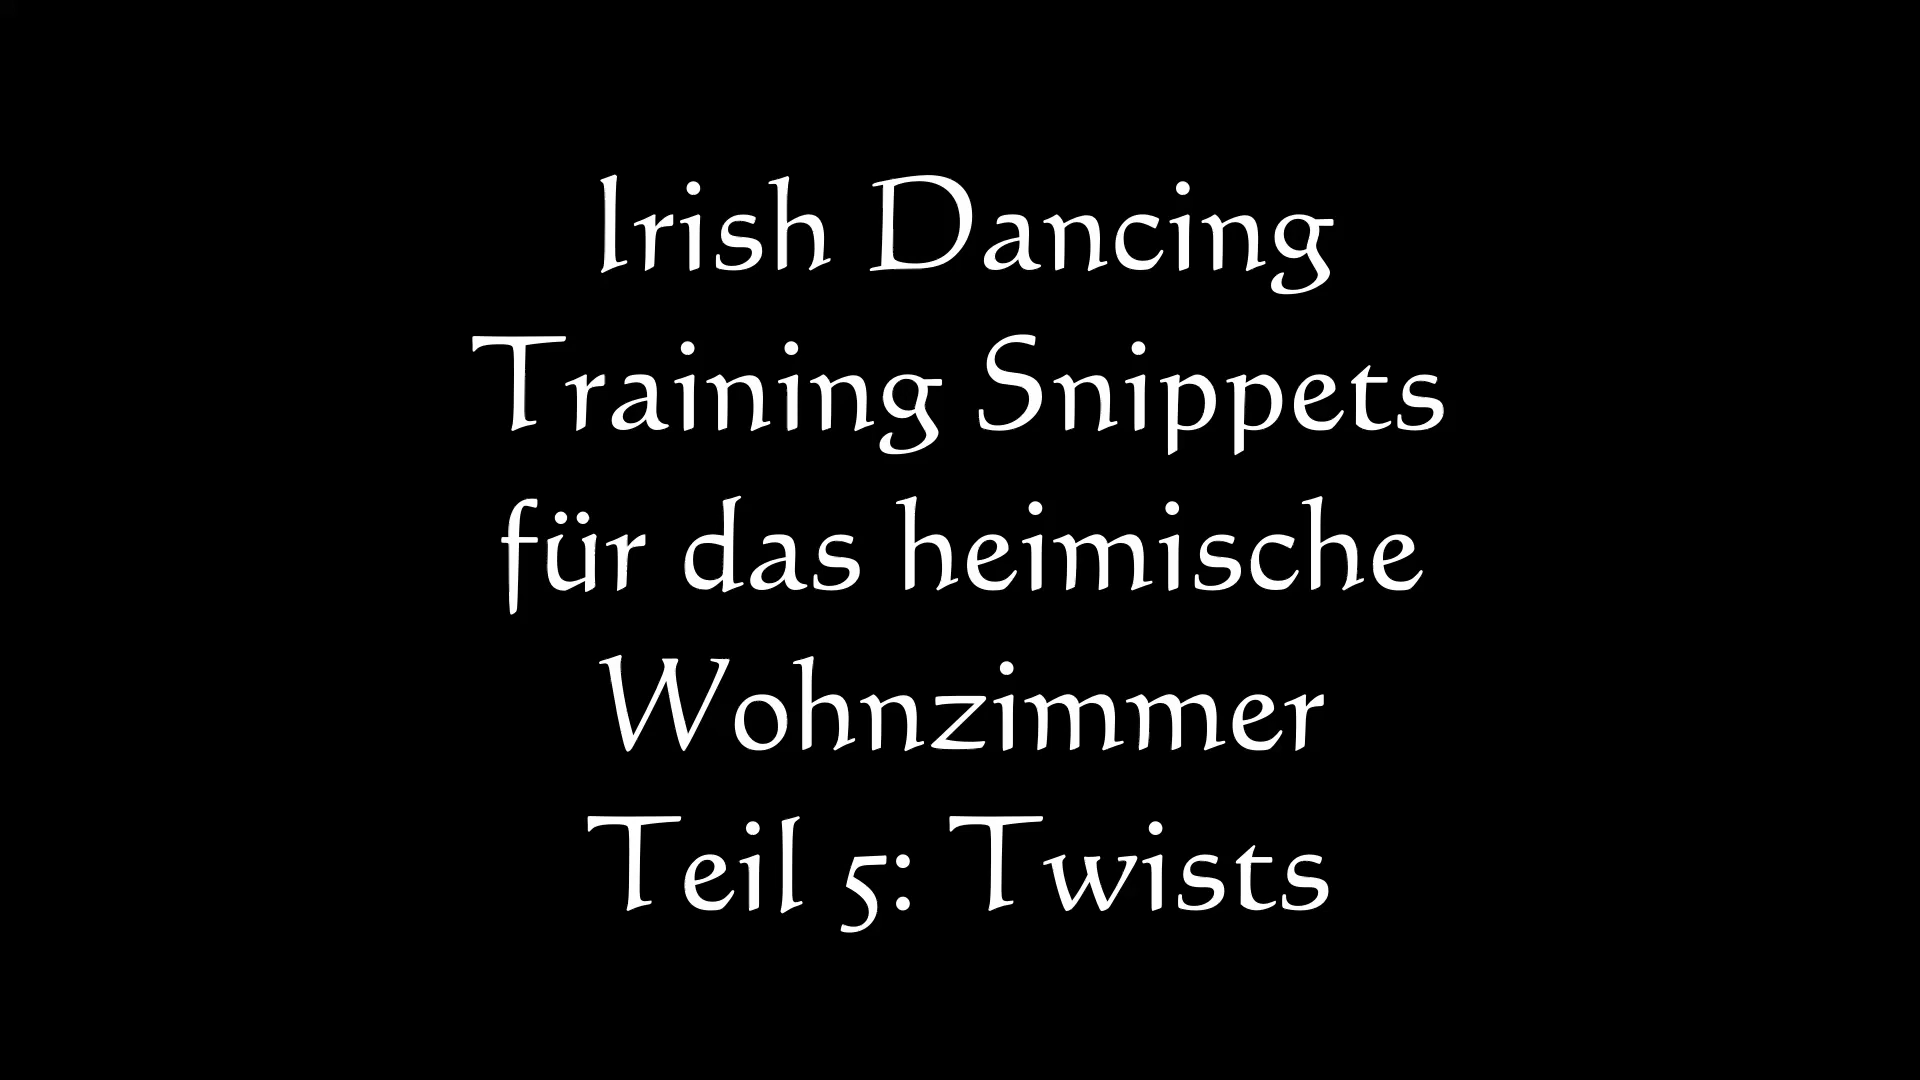 Irish Dancing
Training Snippets
für das heimische
Wohnzimmer
Teil 5: Twists